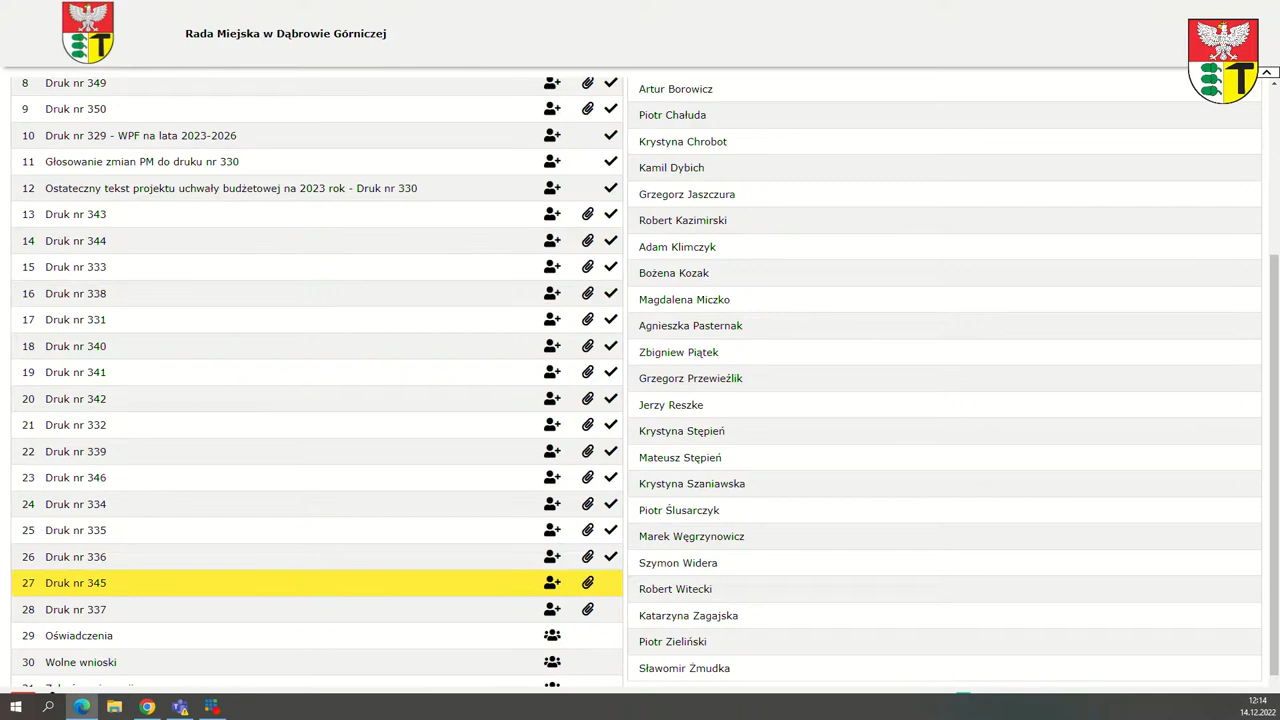 Rada Miejska w Dąbrowie Górniczej
8 Druk nr 349
9 Druk nr 350
10 Druk nr 329 - WPF na lata 2023-2026
11 Głosowanie zmian PM do druku nr 330
12 Ostateczny tekst projektu uchwały budżetowej na 2023 rok - Druk nr 330
13 Druk nr 343
14 Druk nr 344
15 Druk nr 333
16 Druk nr 338
17 Druk nr 331
18 Druk nr 340
19 Druk nr 341
20 Druk nr 342
21 Druk nr 332
22 Druk nr 339
23 Druk nr 346
24 Druk nr 334
25 Druk nr 335
26 Druk nr 336
27 Druk nr 345
28 Druk nr 337
29 Oświadczenia
30 Wolne wnioski
Artur Borowicz
Piotr Chałuda
Krystyna Chrobot
Kamil Dybich
Grzegorz Jaszczura
Robert Kazimirski
Adam Klimczyk
Bożena Kozak
Magdalena Miczko
Agnieszka Pasternak
Zbigniew Piątek
Grzegorz Przewieźlik
Jerzy Reszke
Krystyna Stępień
Mateusz Stępień
Krystyna Szaniawska
Piotr Ślusarczyk
Marek Węgrzynowicz
Szymon Widera
Robert Witecki
Katarzyna Zagajska
Piotr Zieliński
Sławomir Żmudka
12:14
14.12.2022